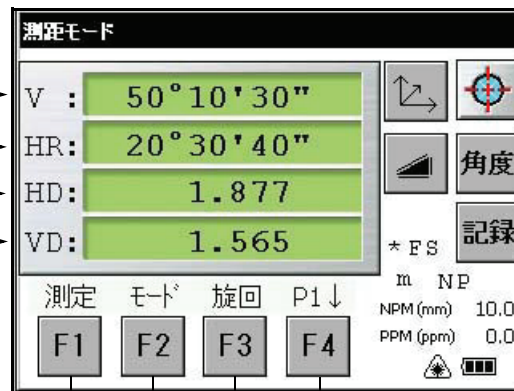 測距モード
V : 50°10'30"
HR: 20°30'40"
HD: 1.877
VD: 1.565
角度
記録
* F S
m NP
NPM (mm) 10.0
PPM (ppm) 0.0
測定 モード 旋回 P1↓
F1 F2 F3 F4